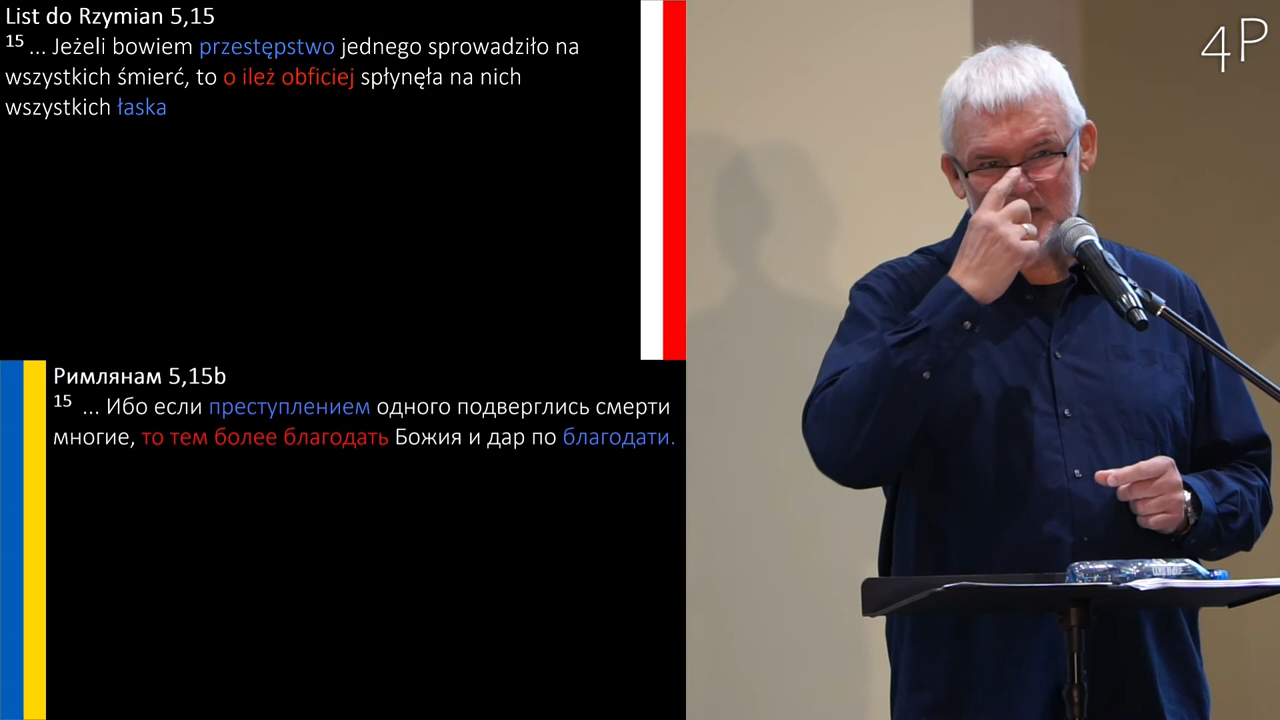 List do Rzymian 5,15
15 ... Jeżeli bowiem przestępstwo jednego sprowadziło na
wszystkich śmierć, to o ileż obficiej spłynęła na nich
wszystkich łaska
Римлянам 5,15b
15 ... Ибо если преступлением одного подверглись смерти
многие, то тем более благодать Божия и дар по благодати.
4P